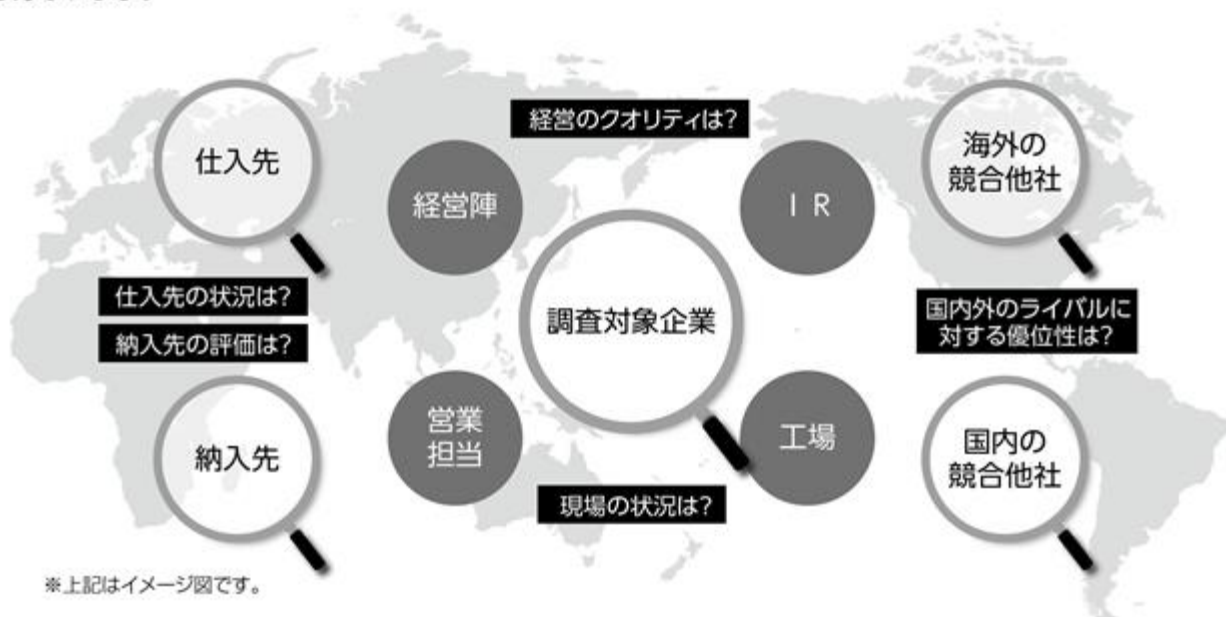 経営のクオリティは?
仕入先
経営陣
ＩＲ
海外の
競合他社
仕入先の状況は?
納入先の評価は?
調査対象企業
国内外のライバルに
対する優位性は?
納入先
営業
担当
工場
国内の
競合他社
現場の状況は?
※上記はイメージ図です。